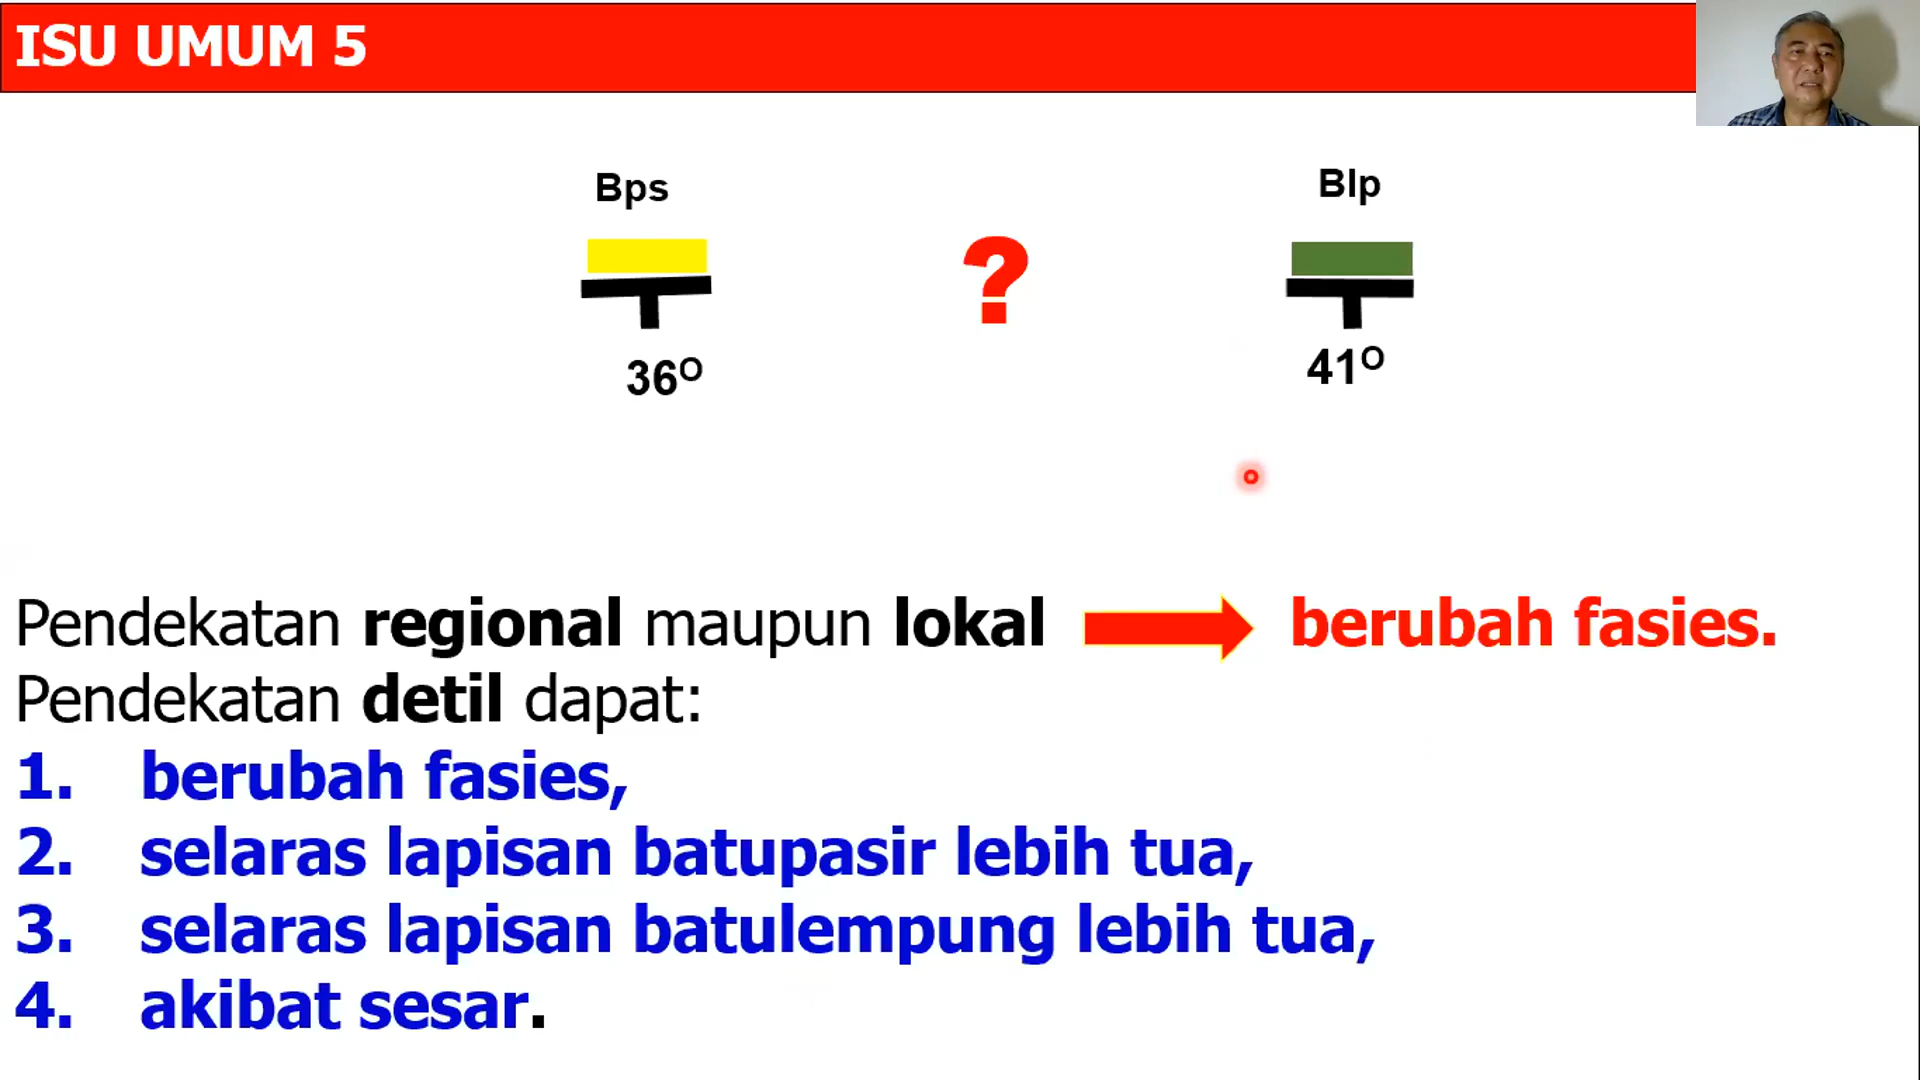 ISU UMUM 5
Bps
Blp
?
36O
41O
Pendekatan regional maupun lokal berubah fasies.
Pendekatan detil dapat:
1. berubah fasies,
2. selaras lapisan batupasir lebih tua,
3. selaras lapisan batulempung lebih tua,
4. akibat sesar.